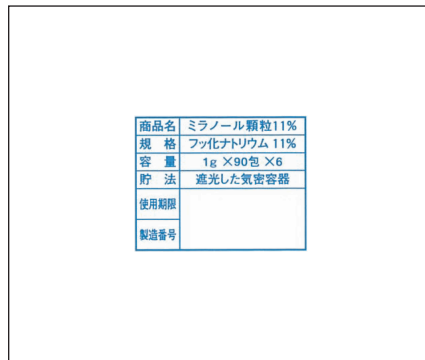 商品名 ミラノール顆粒11%
規 格 フッ化ナトリウム 11%
容 量 1g ×90包 ×6
貯 法 遮光した気密容器
使用期限
製造番号